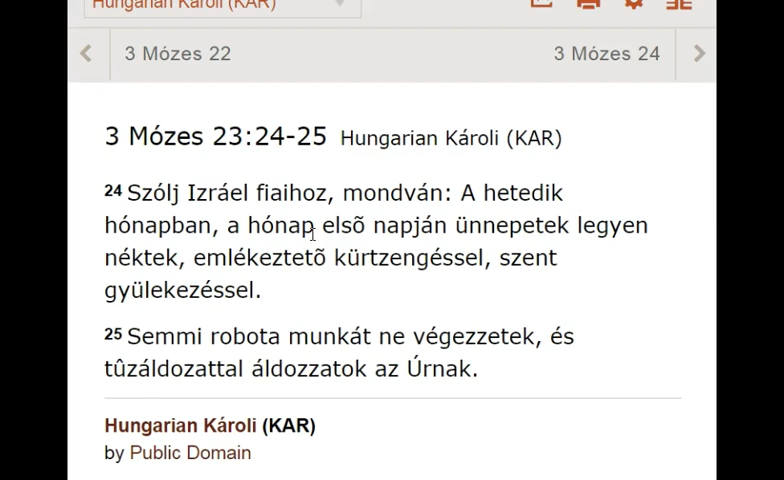 Hungarian Károli (KAR)
3 Mózes 22
3 Mózes 24
3 Mózes 23:24-25 Hungarian Károli (KAR)
24 Szólj Izráel fiaihoz, mondván: A hetedik
hónapban, a hónap elsõ napján ünnepetek legyen
néktek, emlékeztetõ kürtzengéssel, szent
gyülekezéssel.
25 Semmi robota munkát ne végezzetek, és
tûzáldozattal áldozzatok az Úrnak.
Hungarian Károli (KAR)
by Public Domain